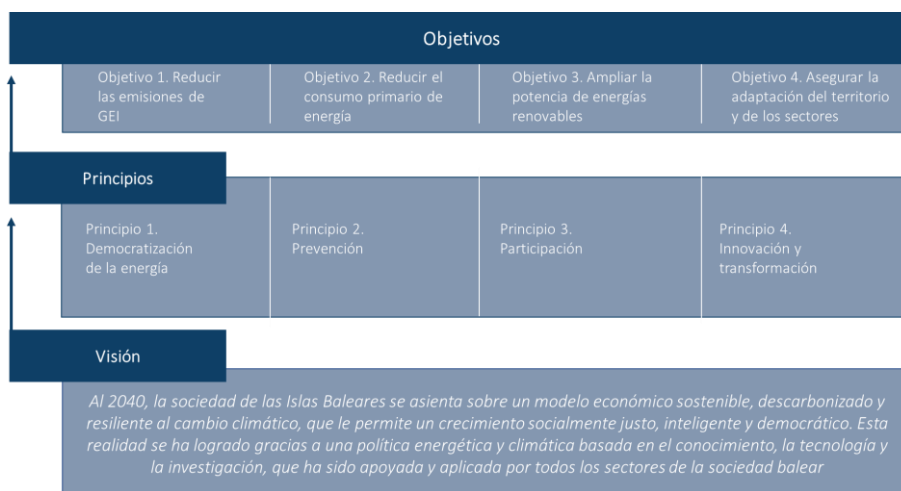 Objetivos
Objetivo 1. Reducir
las emisiones de
GEI
Objetivo 2. Reducir el
consumo primario de
energía
Objetivo 3. Ampliar la
potencia de energías
renovables
Objetivo 4. Asegurar la
adaptación del territorio
y de los sectores
Principios
Principio 1.
Democratización
de la energía
Principio 2.
Prevención
Principio 3.
Participación
Principio 4.
Innovación y
transformación
Visión
Al 2040, la sociedad de las Islas Baleares se asienta sobre un modelo económico sostenible, descarbonizado y
resiliente al cambio climático, que le permite un crecimiento socialmente justo, inteligente y democrático. Esta
realidad se ha logrado gracias a una política energética y climática basada en el conocimiento, la tecnología y
la investigación, que ha sido apoyada y aplicada por todos los sectores de la sociedad balear